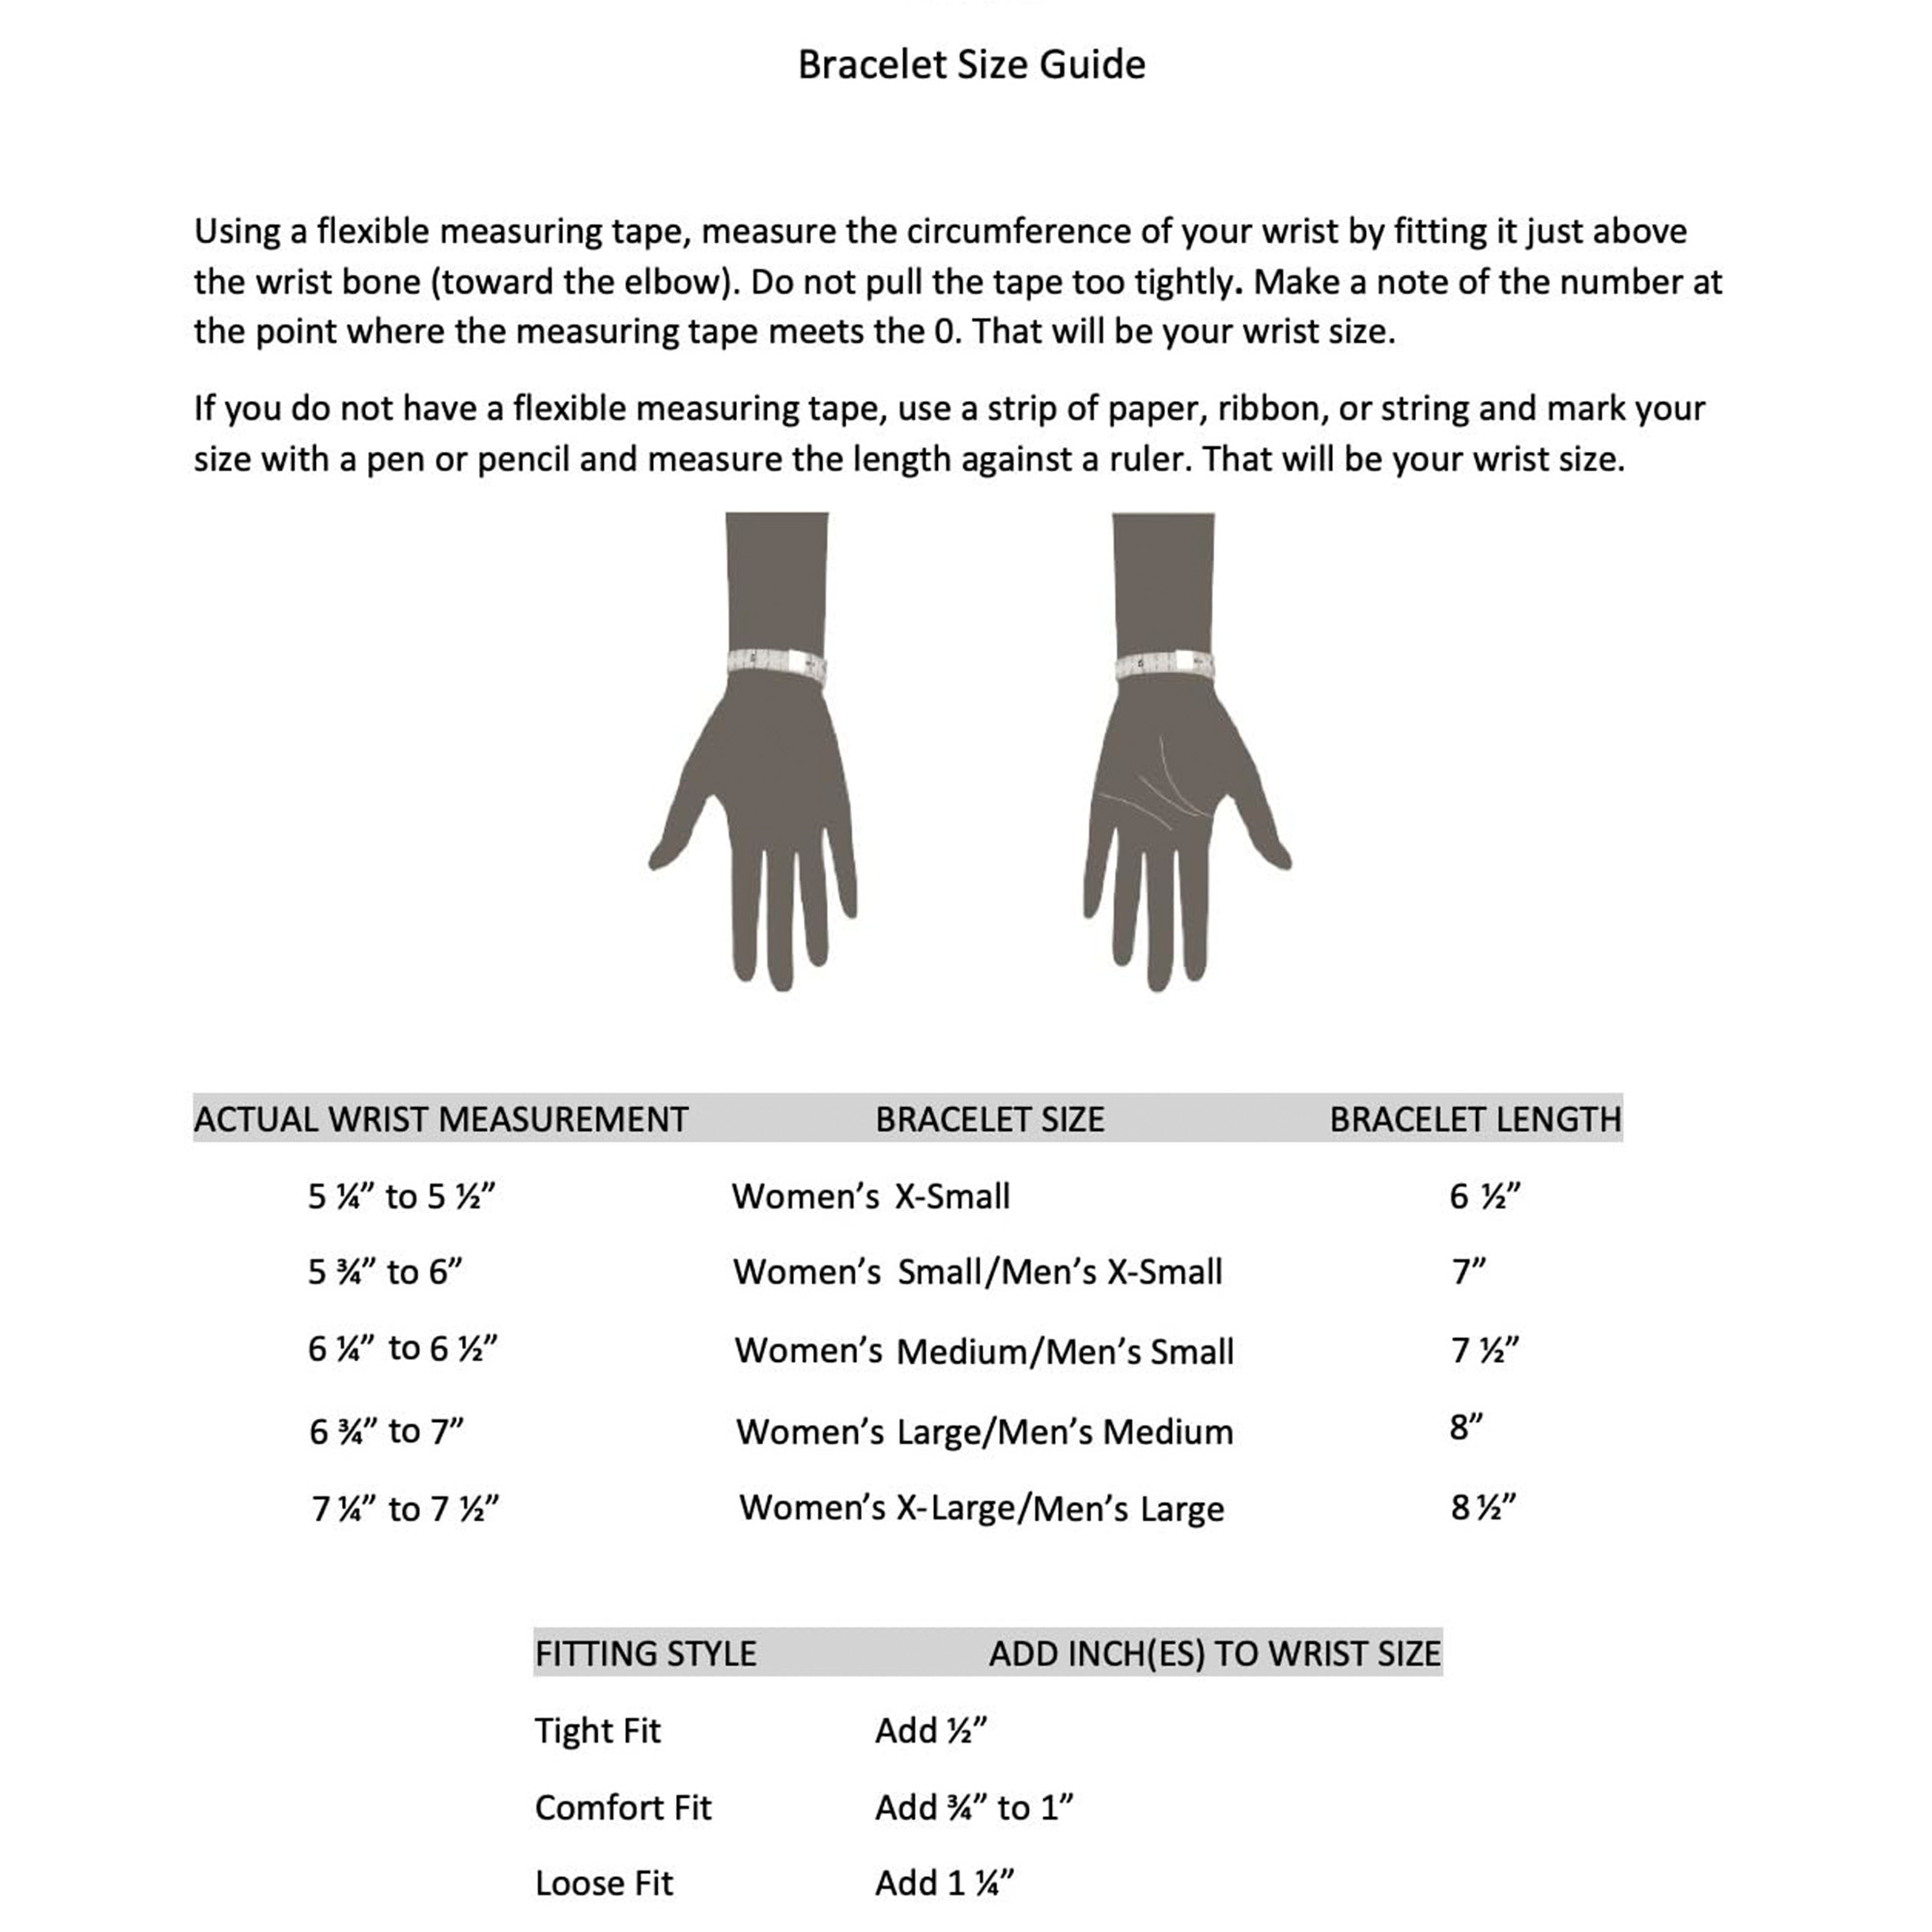 Bracelet Size Guide
Using a flexible measuring tape, measure the circumference of your wrist by fitting it just above
the wrist bone (toward the elbow). Do not pull the tape too tightly. Make a note of the number at
the point where the measuring tape meets the 0. That will be your wrist size.
If you do not have a flexible measuring tape, use a strip of paper, ribbon, or string and mark your
size with a pen or pencil and measure the length against a ruler. That will be your wrist size.
ACTUAL WRIST MEASUREMENT BRACELET SIZE BRACELET LENGTH
5 ¼” to 5 ½” Women’s X-Small 6 ½”
5 ¾” to 6” Women’s Small/Men’s X-Small 7”
6 ¼” to 6 ½” Women’s Medium/Men’s Small 7 ½”
6 ¾” to 7” Women’s Large/Men’s Medium 8”
7 ¼” to 7 ½” Women’s X-Large/Men’s Large 8 ½”
FITTING STYLE ADD INCH(ES) TO WRIST SIZE
Tight Fit Add ½”
Comfort Fit Add ¾” to 1”
Loose Fit Add 1 ¼”